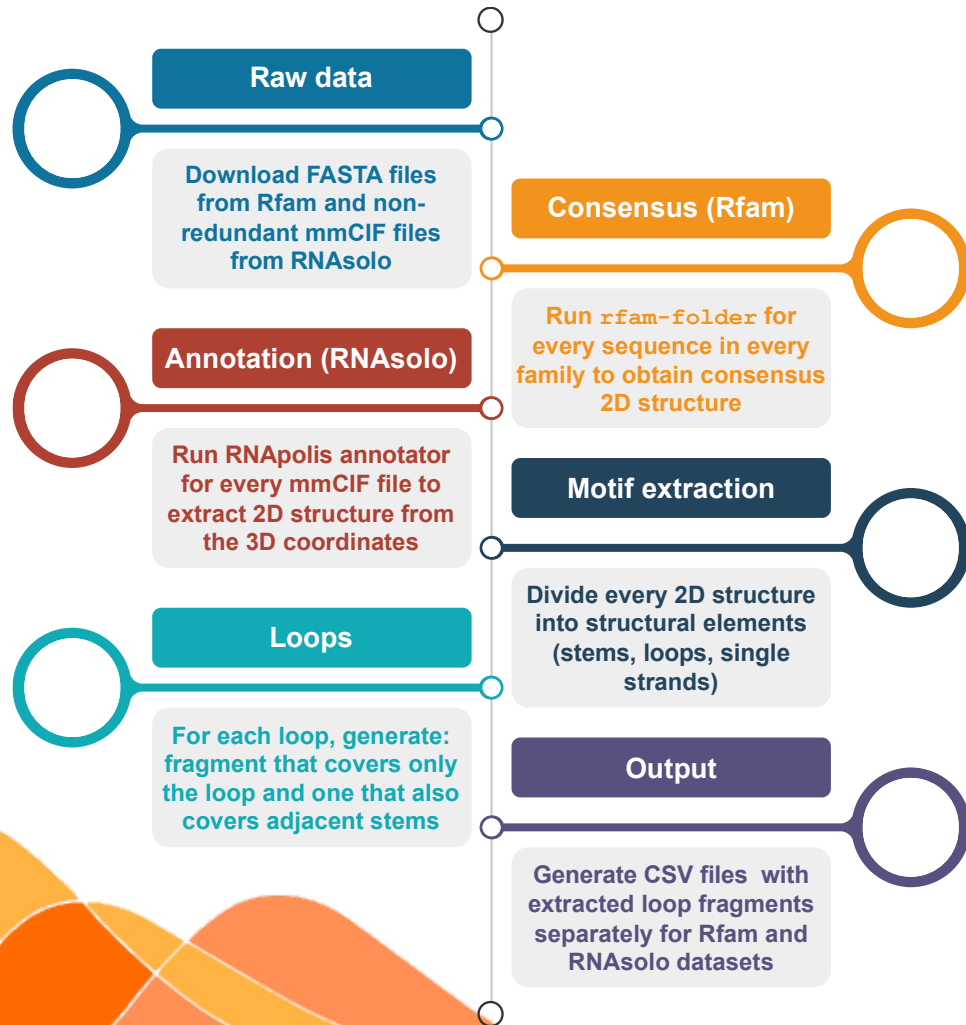 Raw data
Download FASTA files
from Rfam and non-
redundant mmCIF files
from RNAsolo
Consensus (Rfam)
Run rfam-folder for
every sequence in every
family to obtain consensus
2D structure
Annotation (RNAsolo)
Run RNApolis annotator
for every mmCIF file to
extract 2D structure from
the 3D coordinates
Motif extraction
Divide every 2D structure
into structural elements
(stems, loops, single
strands)
Loops
For each loop, generate:
fragment that covers only
the loop and one that also
covers adjacent stems
Output
Generate CSV files with
extracted loop fragments
separately for Rfam and
RNAsolo datasets